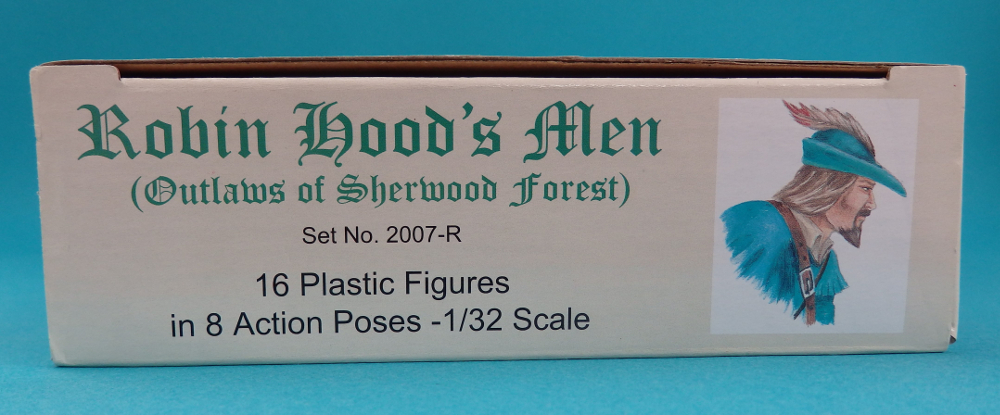 Robin Hood's Men
(Outlaws of Sherwood Forest)
Set No. 2007-R
16 Plastic Figures
in 8 Action Poses -1/32 Scale